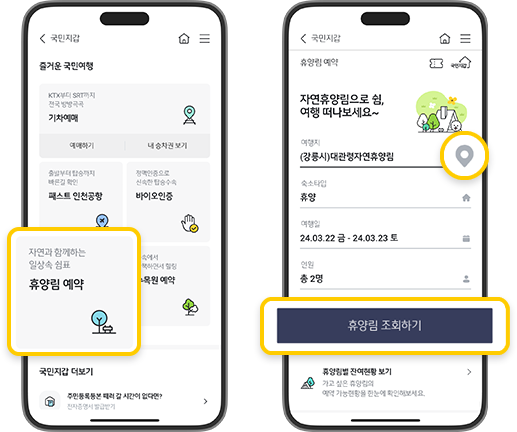 국민지갑
즐거운 국민여행
KTX부터 SRT까지
전국 방방곡곡
기차예매
예매하기
내 승차권 보기
출발부터 탑승까지
빠른길 확인
패스트 인천공항
정맥인증으로
신속한 탑승수속
바이오인증
자연과 함께하는
일상속 쉼표
휴양림 예약
속에서
목원 예약
국민지갑 더보기
주민등록등본 떼러 갈 시간이 없다면?
전자증명서 발급받기
국민지갑
휴양림 예약
국민지갑
자연휴양림으로 쉼,
여행 떠나보세요~
여행지
(강릉시)대관령자연휴양림
숙소타입
휴양
여행일
24.03.22 금 - 24.03.23 토
인원
총 2명
휴양림 조회하기
휴양림별 잔여현황 보기
가고 싶은 휴양림의
예약 가능현황을 한눈에 확인해보세요.